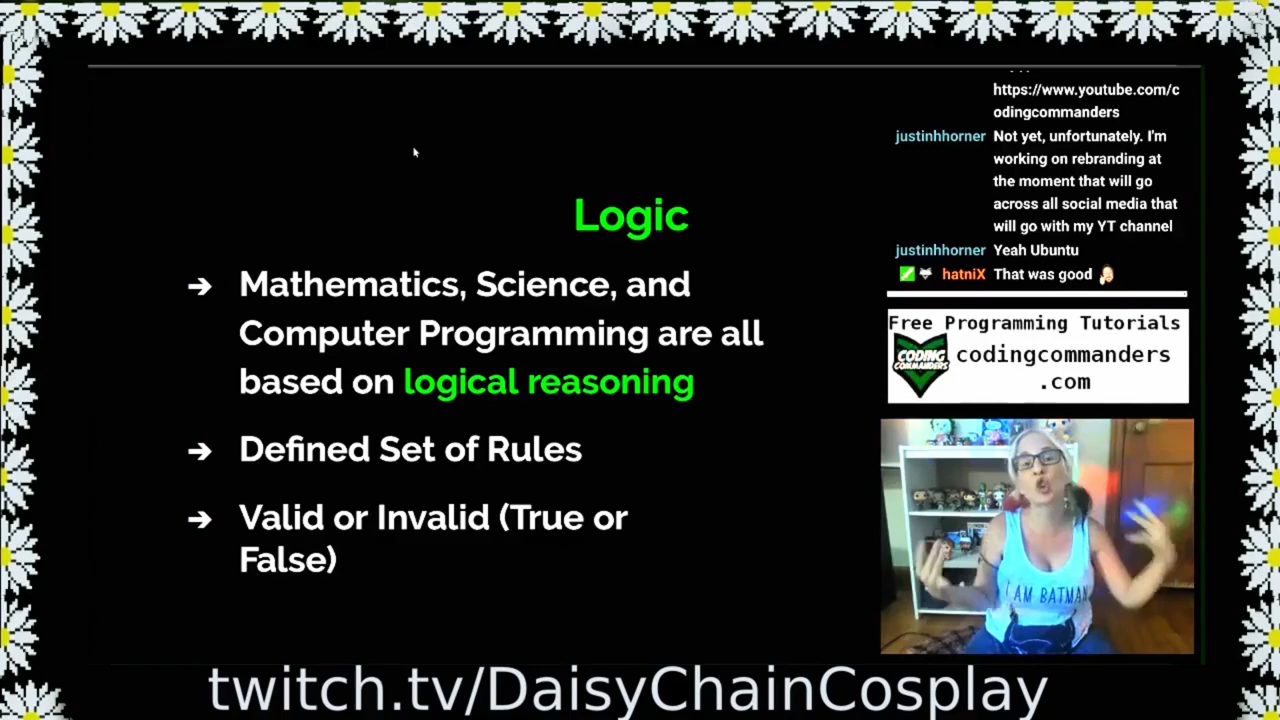 https://www.youtube.com/c
odingcommanders
justinhhorner Not yet, unfortunately. I'm
working on rebranding at
the moment that will go
across all social media that
will go with my YT channel
justinhhorner Yeah Ubuntu
hatniX That was good
Logic
➔ Mathematics, Science, and
Computer Programming are all
based on logical reasoning
➔ Defined Set of Rules
➔ Valid or Invalid (True or
False)
Free Programming Tutorials
CODING
COMMANDERS
codingcommanders
.com
I AM BATMAN
twitch.tv/DaisyChainCosplay